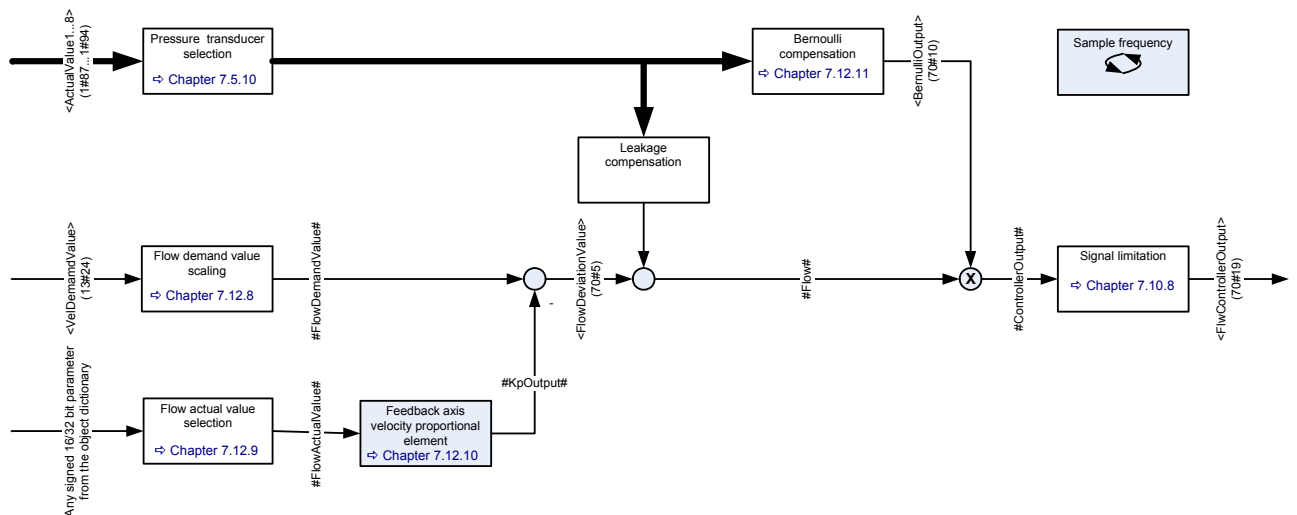 <ActualValue1...8>
(1#87...1#94)
Pressure transducer
selection
⇨ Chapter 7.5.10
Bernoulli
compensation
⇨ Chapter 7.12.11
<BernulliOutput>
(70#10)
Sample frequency
Leakage
compensation
<VelDemamdValue>
(13#24)
Flow demand value
scaling
⇨ Chapter 7.12.8
#FlowDemandValue#
-
<FlowDeviationValue>
(70#5)
#Flow#
X
#ControllerOutput#
Signal limitation
⇨ Chapter 7.10.8
<FlwControllerOutput>
(70#19)
Any signed 16/32 bit parameter
from the object dictionary
Flow actual value
selection
⇨ Chapter 7.12.9
#FlowActualValue#
Feedback axis
velocity proportional
element
⇨ Chapter 7.12.10
#KpOutput#